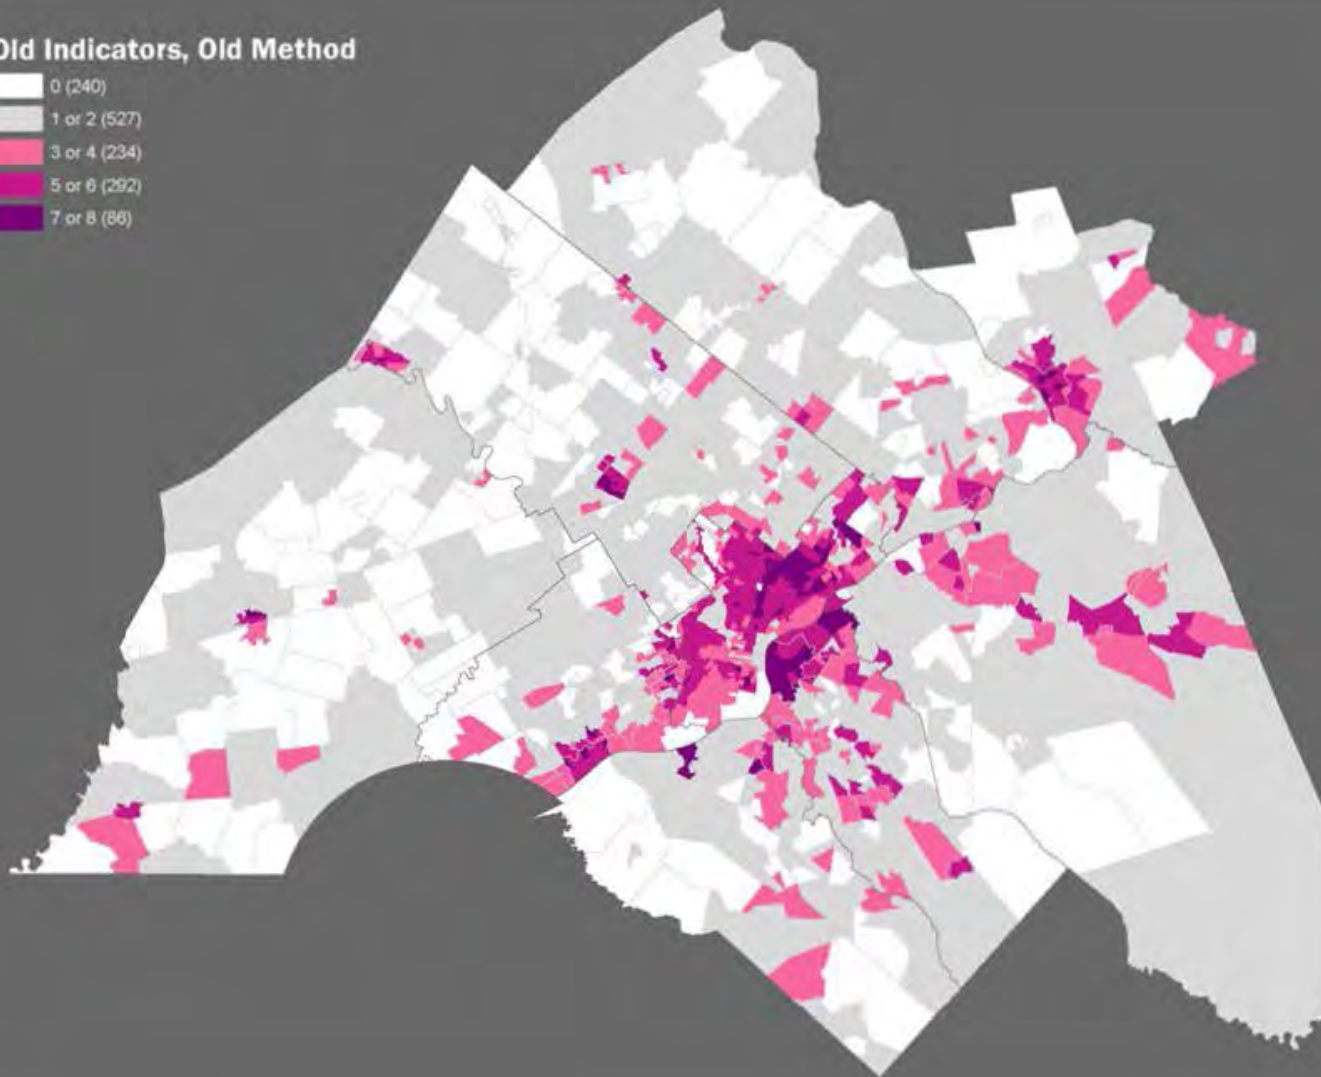 Old Indicators, Old Method
0 (240)
1 or 2 (527)
3 or 4 (234)
5 or 6 (292)
7 or 8 (86)